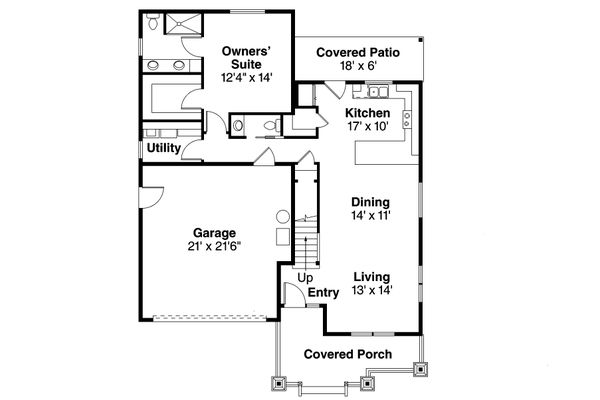 Owners'
Suite
12'4" x 14'
Covered Patio
18' x 6'
Kitchen
17' x 10'
Utility
Dining
14' x 11'
Garage
21' x 21'6"
Living
13' x 14'
Up
Entry
Covered Porch